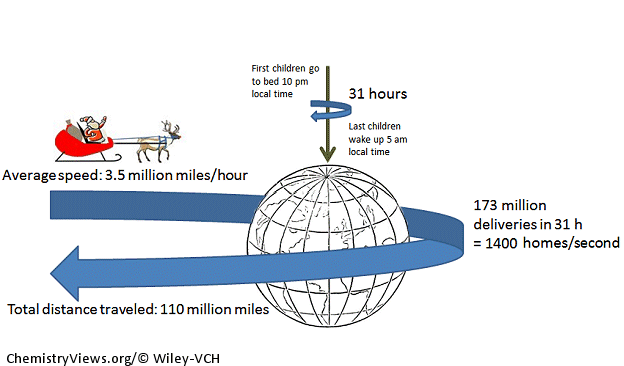 First children go
to bed 10 pm
local time
31 hours
Last children
wake up 5 am
local time
Average speed: 3.5 million miles/hour
173 million
deliveries in 31 h
= 1400 homes/second
Total distance traveled: 110 million miles
ChemistryViews.org/© Wiley-VCH